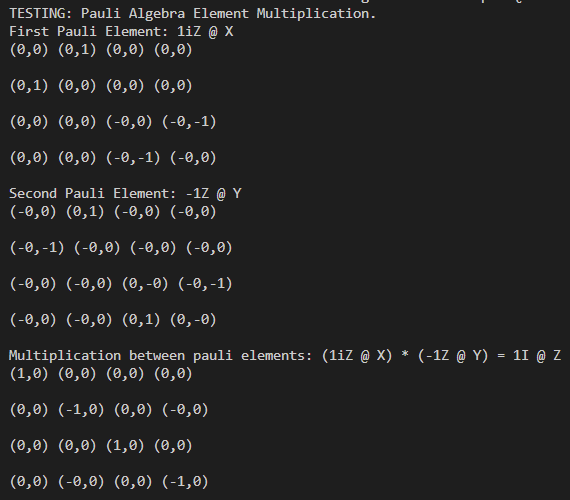 TESTING: Pauli Algebra Element Multiplication.
First Pauli Element: 1iZ @ X
(0,0) (0,1) (0,0) (0,0)
(0,1) (0,0) (0,0) (0,0)
(0,0) (0,0) (-0,0) (-0,-1)
(0,0) (0,0) (-0,-1) (-0,0)
Second Pauli Element: -1Z @ Y
(-0,0) (0,1) (-0,0) (-0,0)
(-0,-1) (-0,0) (-0,0) (-0,0)
(-0,0) (-0,0) (0,-0) (-0,-1)
(-0,0) (-0,0) (0,1) (0,-0)
Multiplication between pauli elements: (1iZ @ X) * (-1Z @ Y) = 1I @ Z
(1,0) (0,0) (0,0) (0,0)
(0,0) (-1,0) (0,0) (-0,0)
(0,0) (0,0) (1,0) (0,0)
(0,0) (-0,0) (0,0) (-1,0)